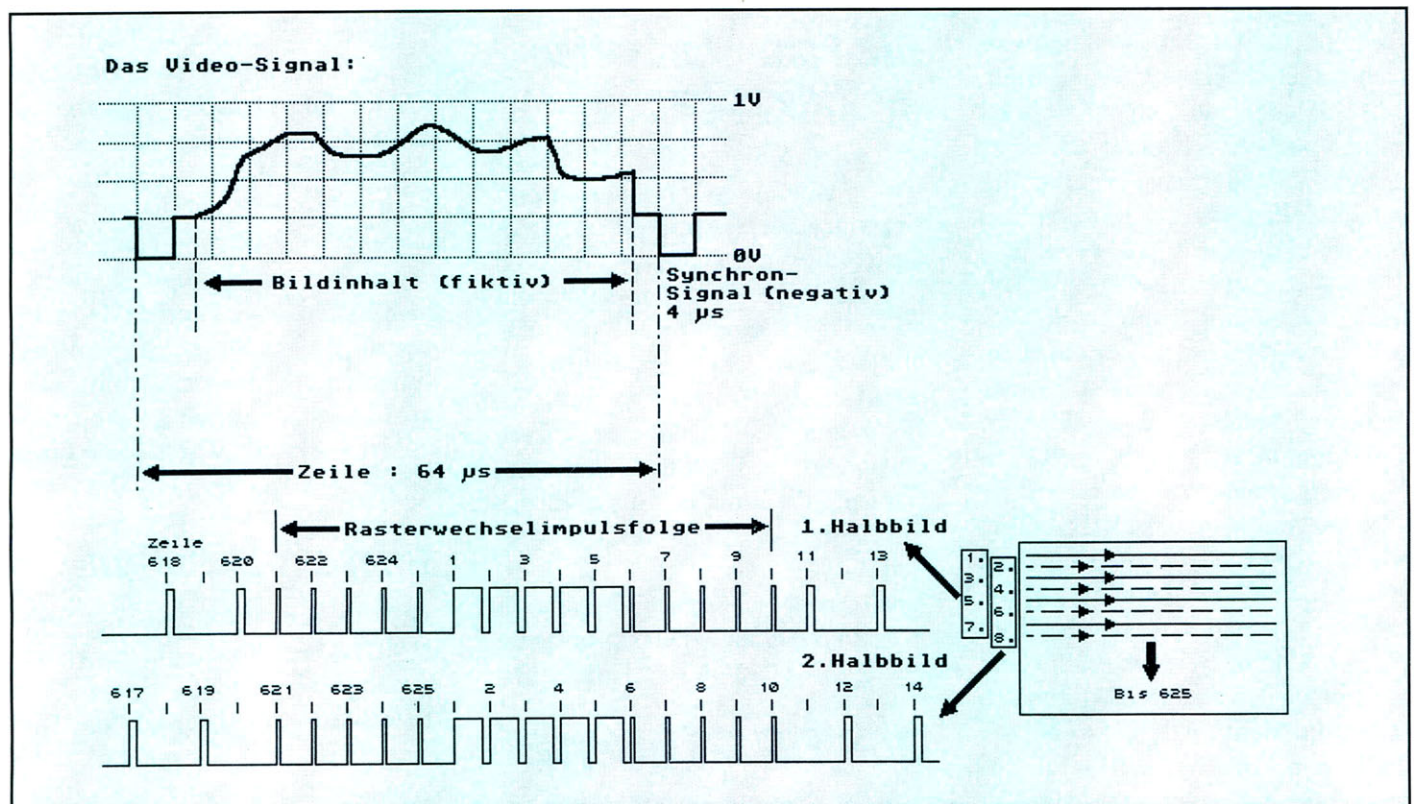 Das Video-Signal:
1V
0V
Bildinhalt (fiktiv)
Synchron-
Signal (negativ)
4 µs
Zeile : 64 µs
Rasterwechselimpulsfolge
1.Halbbild
Zeile
618 620 622 624 1 3 5 7 9 11 13
1. 2.
3. 4.
5. 6.
7. 8.
2.Halbbild
Bis 625
617 619 621 623 625 2 4 6 8 10 12 14